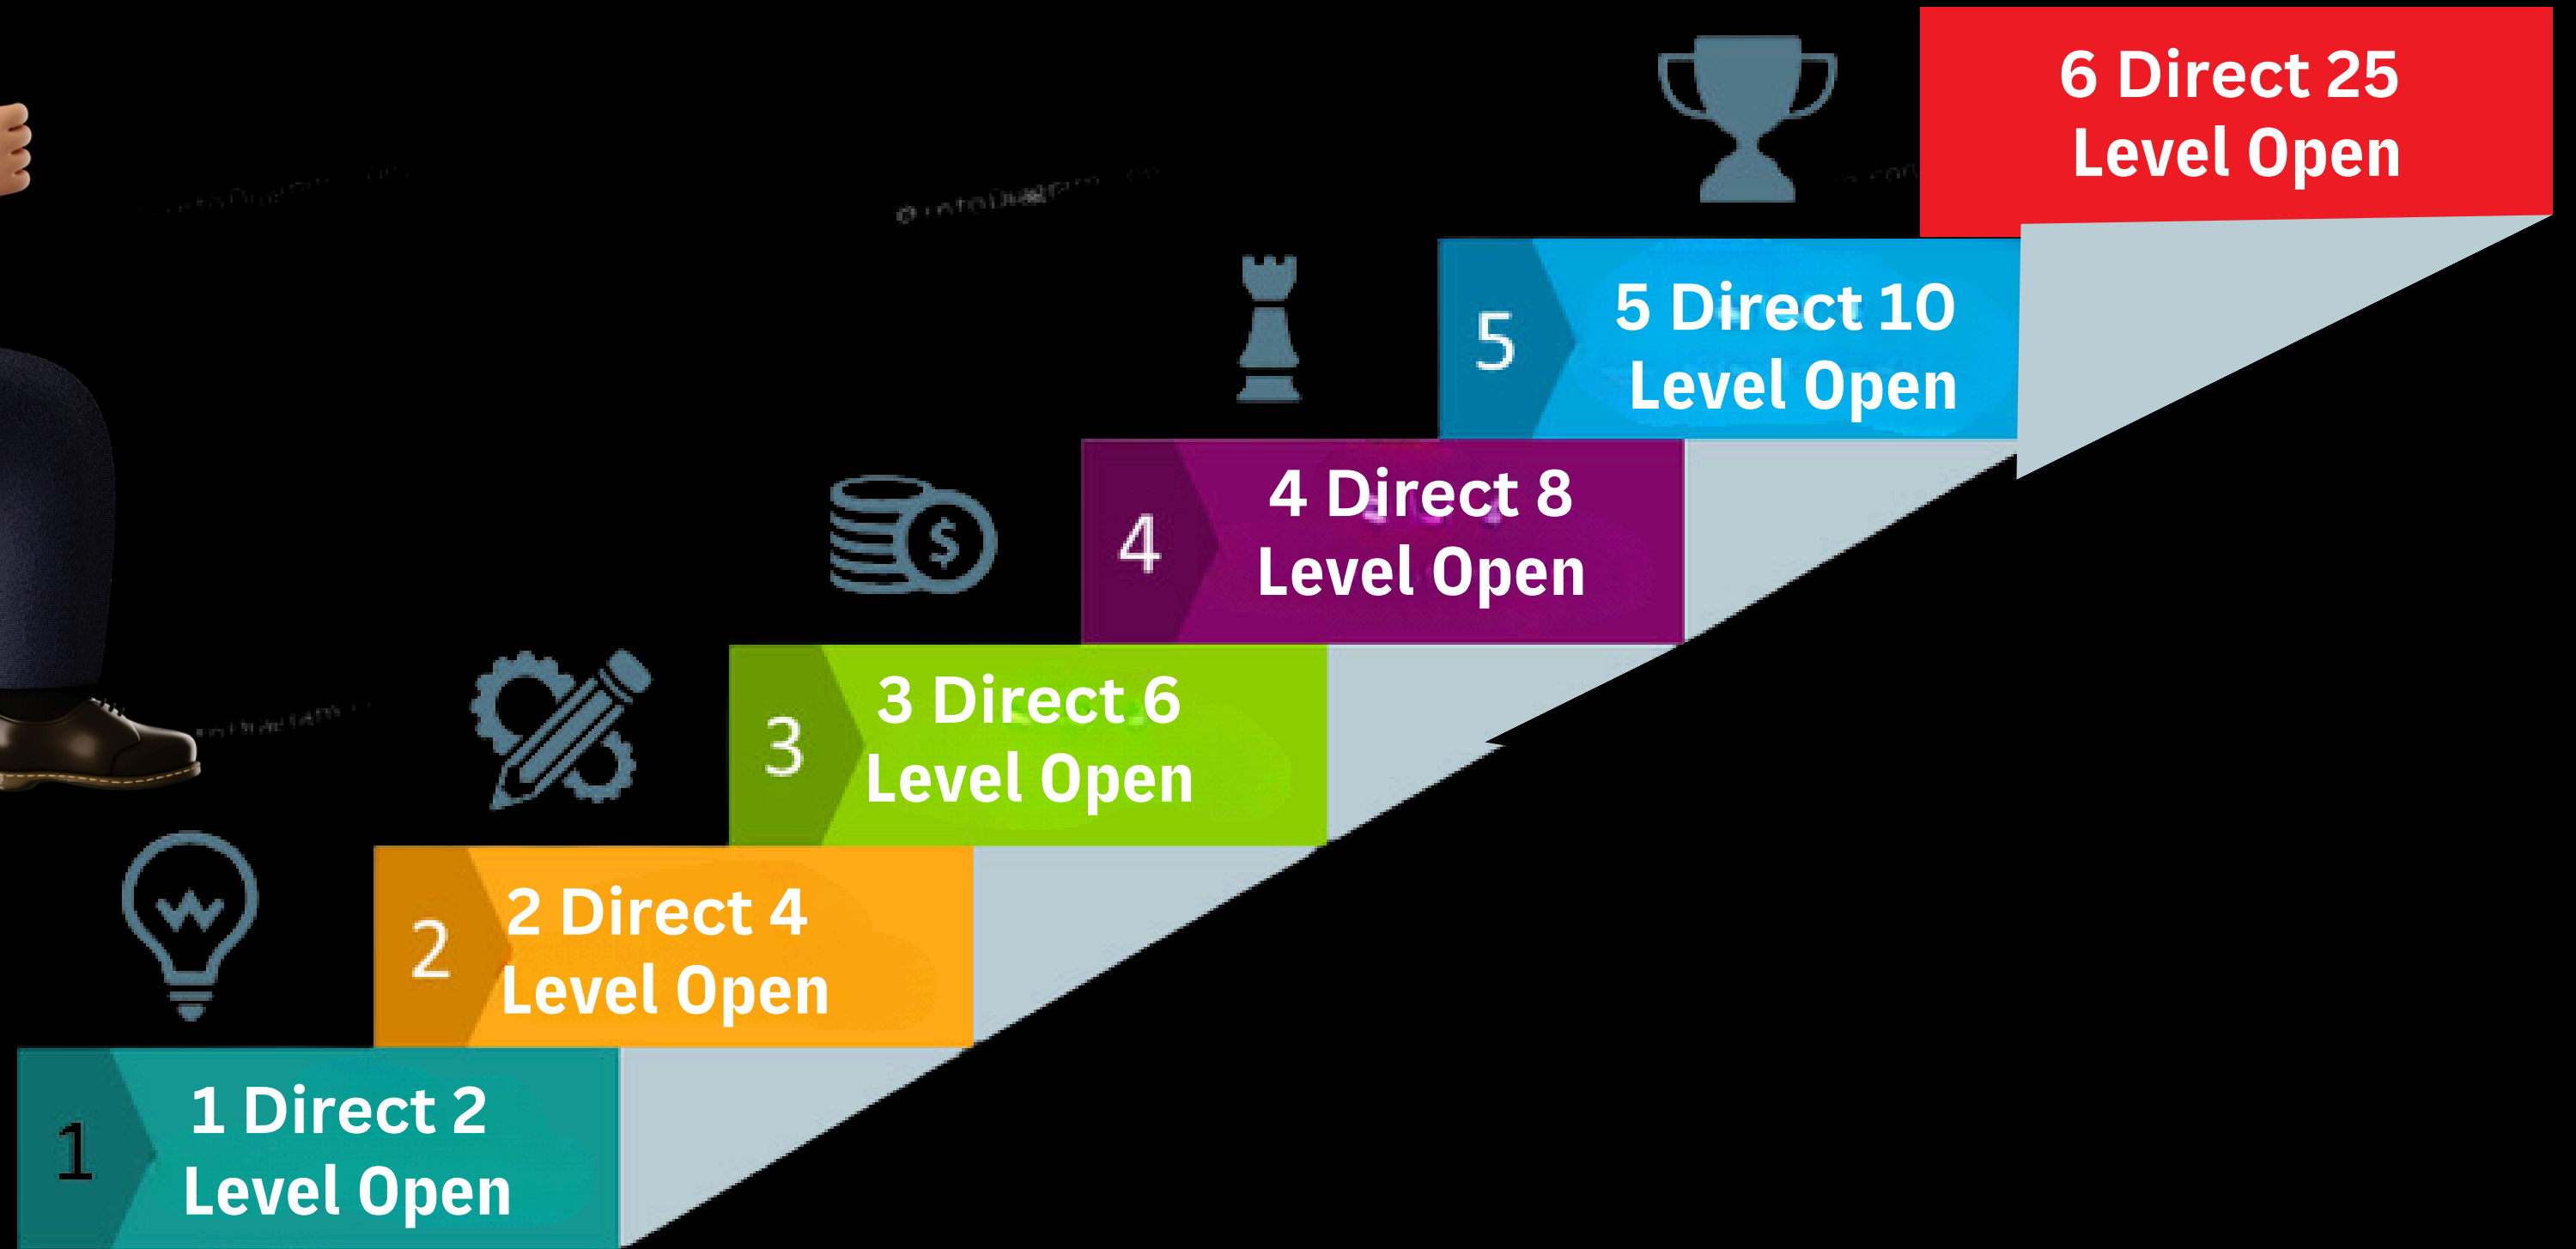 6 Direct 25
Level Open
5
5 Direct 10
Level Open
4
4 Direct 8
Level Open
$
3
3 Direct 6
Level Open
2
2 Direct 4
Level Open
1
1 Direct 2
Level Open